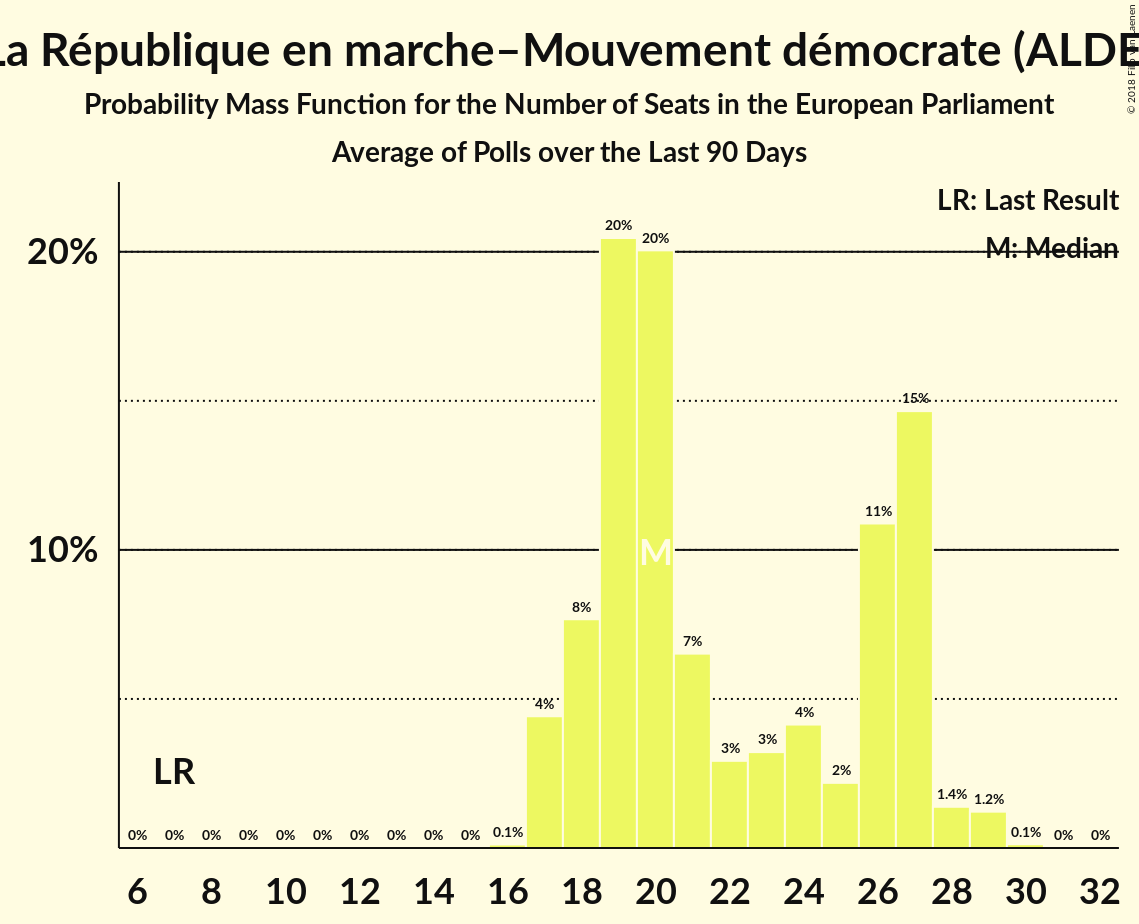 La République en marche–Mouvement démocrate (ALDE
Probability Mass Function for the Number of Seats in the European Parliament
Average of Polls over the Last 90 Days
© 2018 Filip
LR: Last Result
M: Median
20%
10%
20%
20%
15%
11%
M
8%
7%
4%
3%
3%
4%
2%
1.4%
1.2%
LR
0% 0% 0% 0% 0% 0% 0% 0% 0% 0% 0.1% 0.1% 0% 0%
6 8 10 12 14 16 18 20 22 24 26 28 30 32